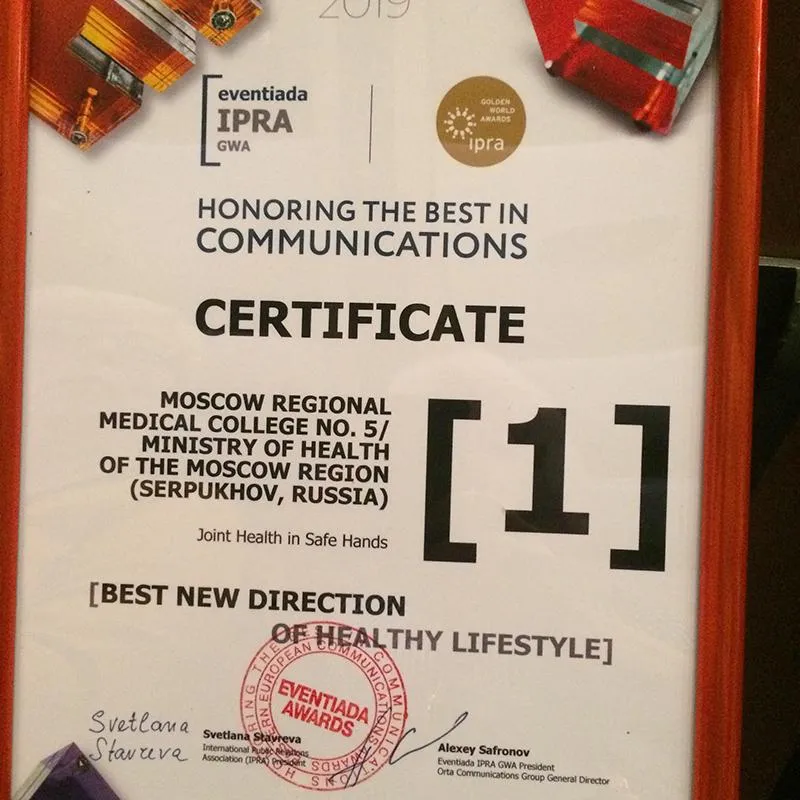 2019
eventiada
IPRA
GWA
GOLDEN
WORLD
AWARDS
ipra
HONORING THE BEST IN
COMMUNICATIONS
CERTIFICATE
MOSCOW REGIONAL
MEDICAL COLLEGE NO. 5/
MINISTRY OF HEALTH
OF THE MOSCOW REGION
(SERPUKHOV, RUSSIA)
[1]
Joint Health in Safe Hands
[BEST NEW DIRECTION
OF HEALTHY LIFESTYLE]
EVENTIADA
AWARDS
Svetlana
Stavreva
Svetlana Stavreva
International Public Relations
Association (IPRA) President
Alexey Safronov
Eventiada IPRA GWA President
Orta Communications Group General Director